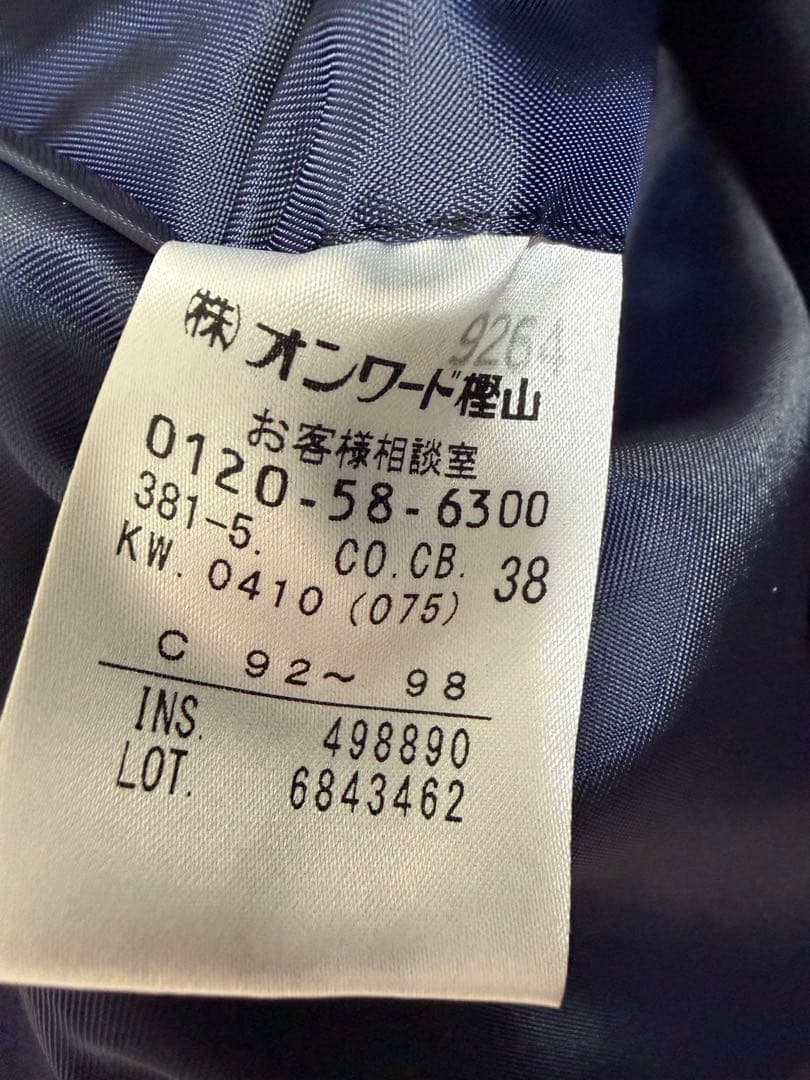 9264
㈱オンワード樫山
お客様相談室
0120-58-6300
381-5. CO.CB. 38
KW. 0410 (075)
C 92～ 98
INS. 498890
LOT. 6843462